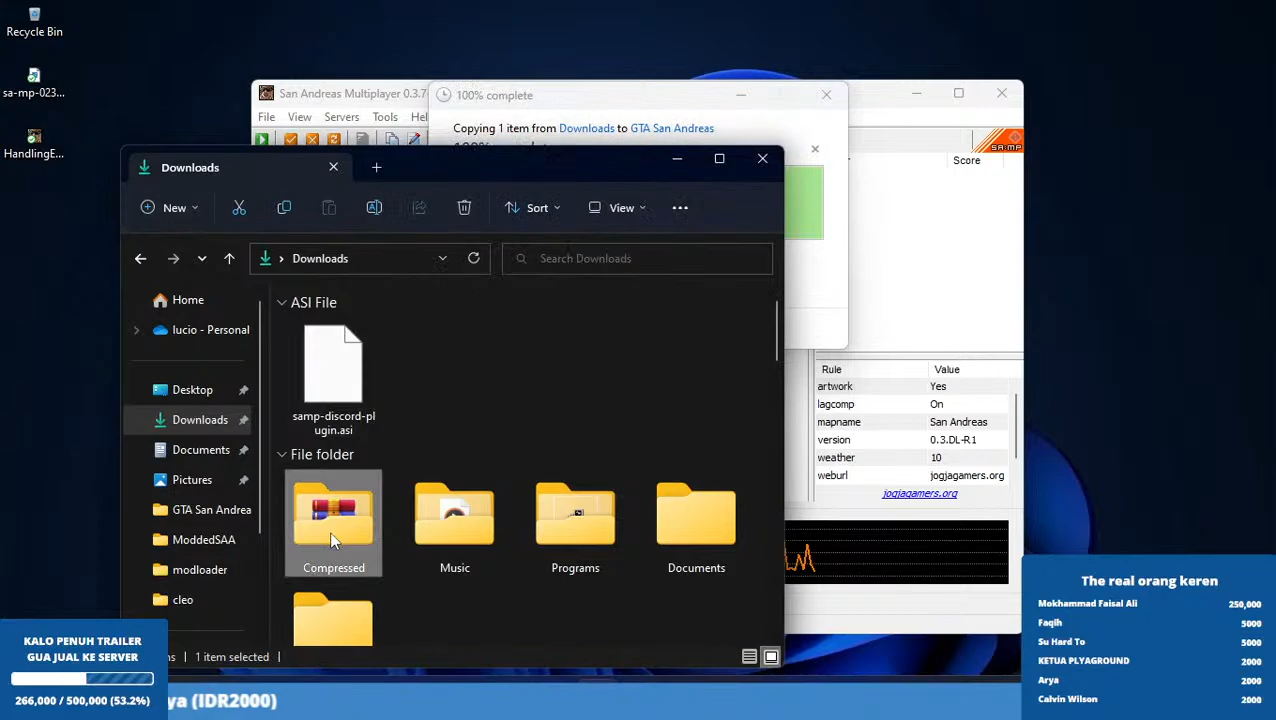 Recycle Bin
sa-mp-023...
HandlingE...
San Andreas Multiplayer 0.3.7
File View Servers Tools Hel
100% complete
Copying 1 item from Downloads to GTA San Andreas
Score
SA:MP
Downloads
New
Sort
View
Downloads
Search Downloads
Home
lucio - Personal
Desktop
Downloads
Documents
Pictures
GTA San Andrea
ModdedSAA
modloader
cleo
ASI File
samp-discord-pl
ugin.asi
File folder
Compressed
Music
Programs
Documents
1 item selected
Rule Value
artwork Yes
lagcomp On
mapname San Andreas
version 0.3.DL-R1
weather 10
weburl jogjagamers.org
jogjagamers.org
KALO PENUH TRAILER
GUA JUAL KE SERVER
266,000 / 500,000 (53.2%)
ya (IDR2000)
The real orang keren
Mokhammad Faisal Ali 250,000
Faqih 5000
Su Hard To 5000
KETUA PLYAGROUND 2000
Arya 2000
Calvin Wilson 2000